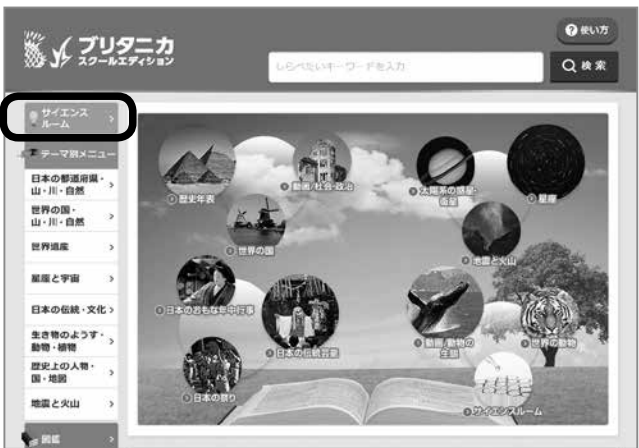 使い方
ブリタニカ
スクールエディション
しらべたいキーワードを入力
検索
サイエンス
ルーム
テーマ別メニュー
日本の都道府県・
山・川・自然
世界の国・
山・川・自然
世界遺産
星座と宇宙
日本の伝統・文化
生き物のようす・
動物・植物
歴史上の人物・
国・地図
地震と火山
図鑑
歴史年表
動画/社会・政治
太陽系の惑星・
衛星
星座
世界の国
地震と火山
日本のおもな年中行事
日本の伝統芸能
動画/動物の
生態
世界の動物
日本の祭り
サイエンスルーム